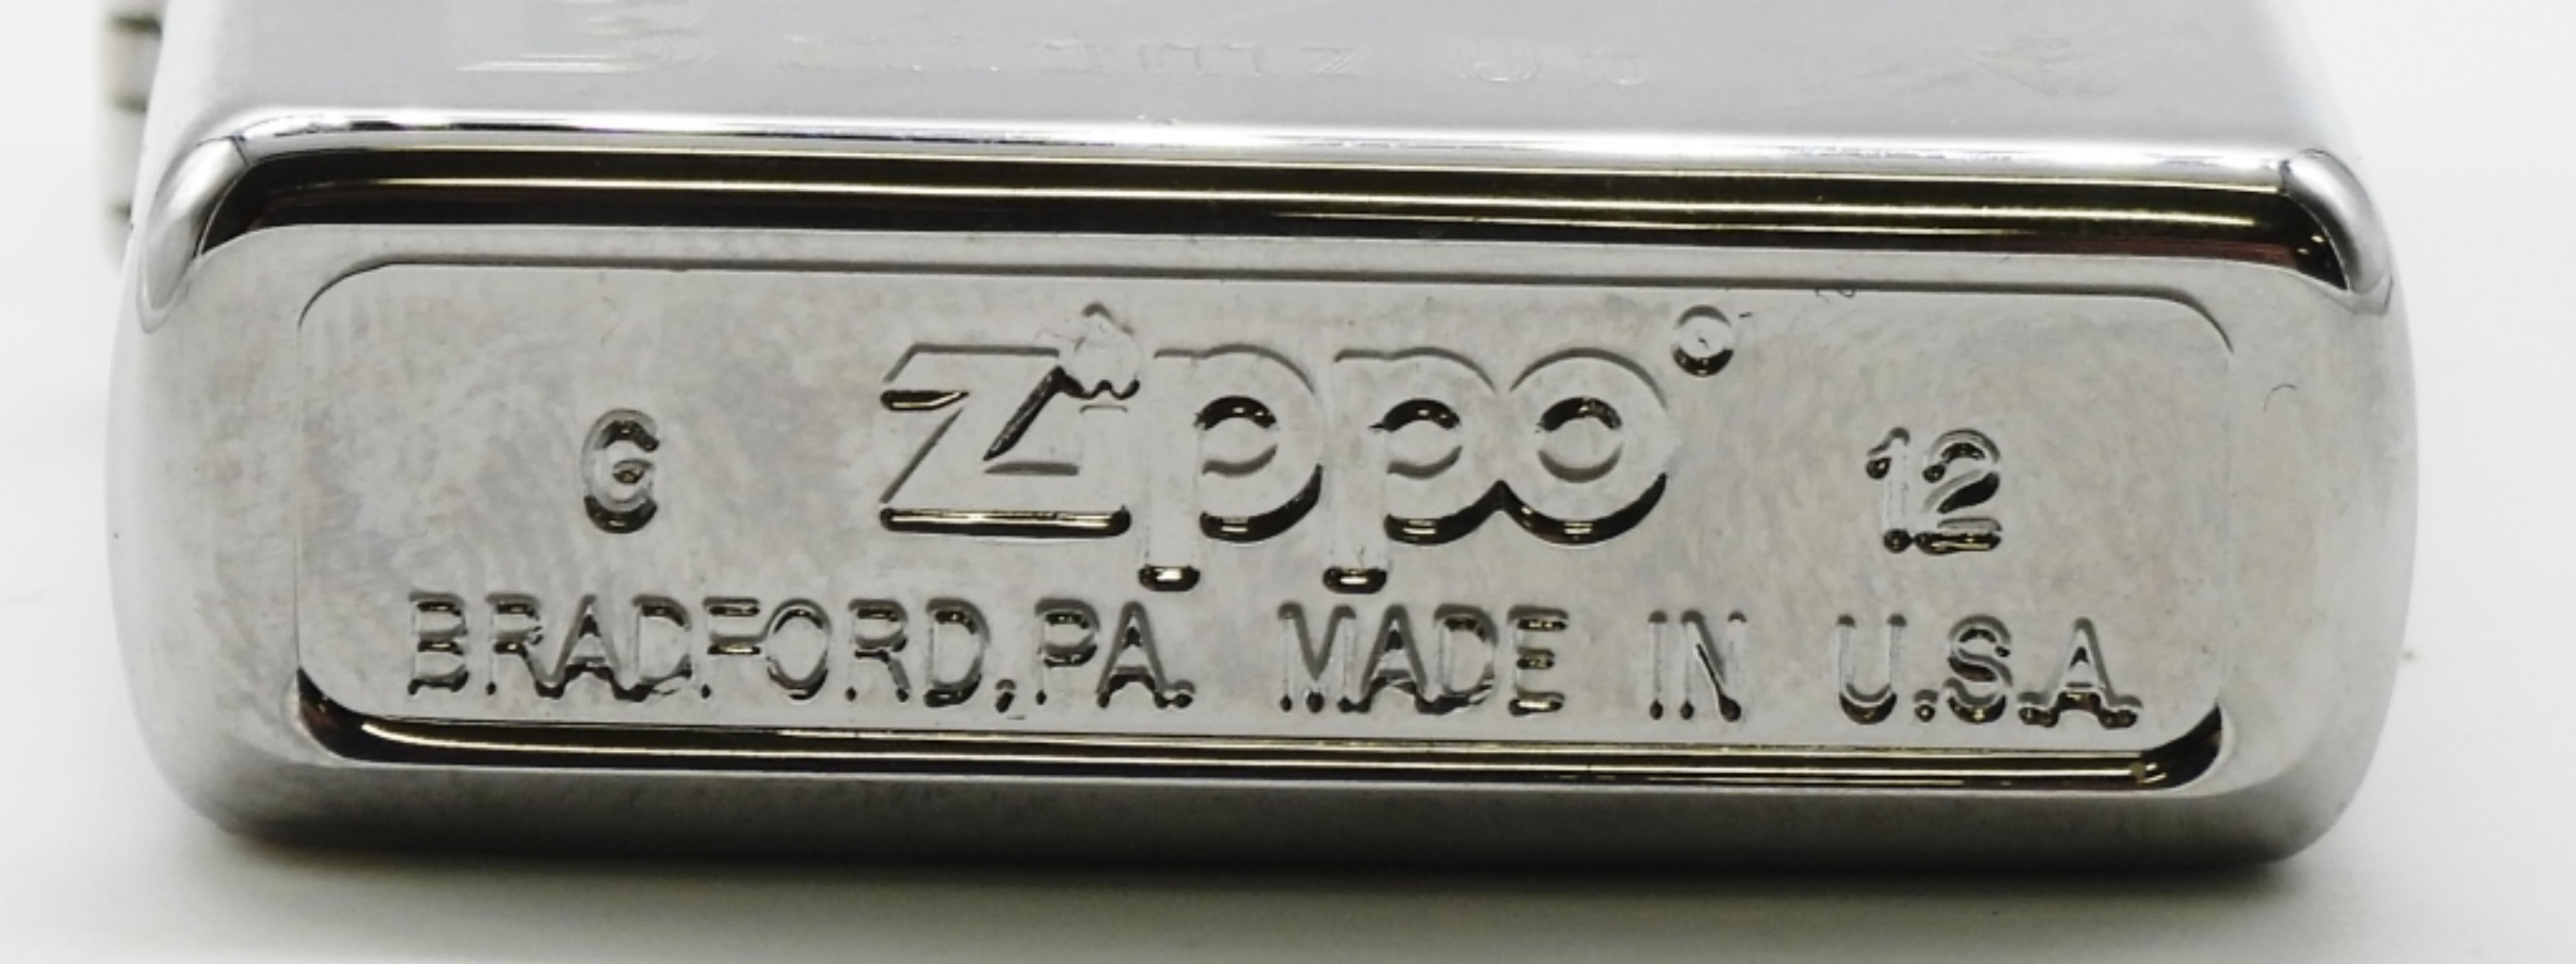 G Zippo® 12
BRADFORD, PA. MADE IN U.S.A.